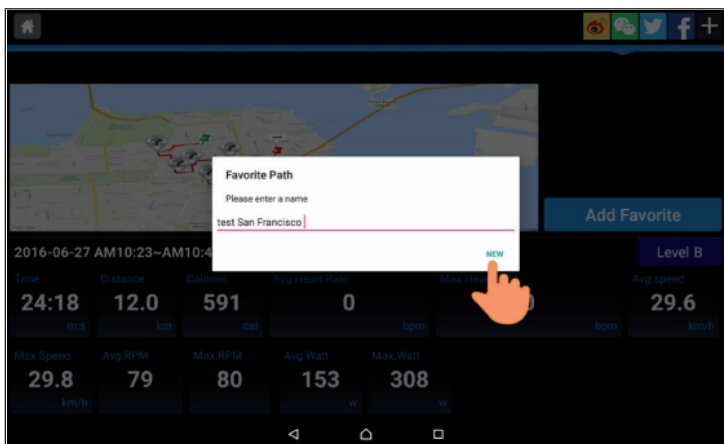 Favorite Path
Please enter a name
test San Francisco
NEW
Add Favorite
2016-06-27 AM10:23~AM10:4
Level B
Time
Distance
Calories
Avg Heart Rate
Avg.speed
24:18
12.0
591
0
29.6
m:s
km
cal
bpm
bpm
km/h
Max.Speed
Avg.RPM
Max.RPM
Avg.Watt
Max.Watt
29.8
79
80
153
308
km/h
w
w